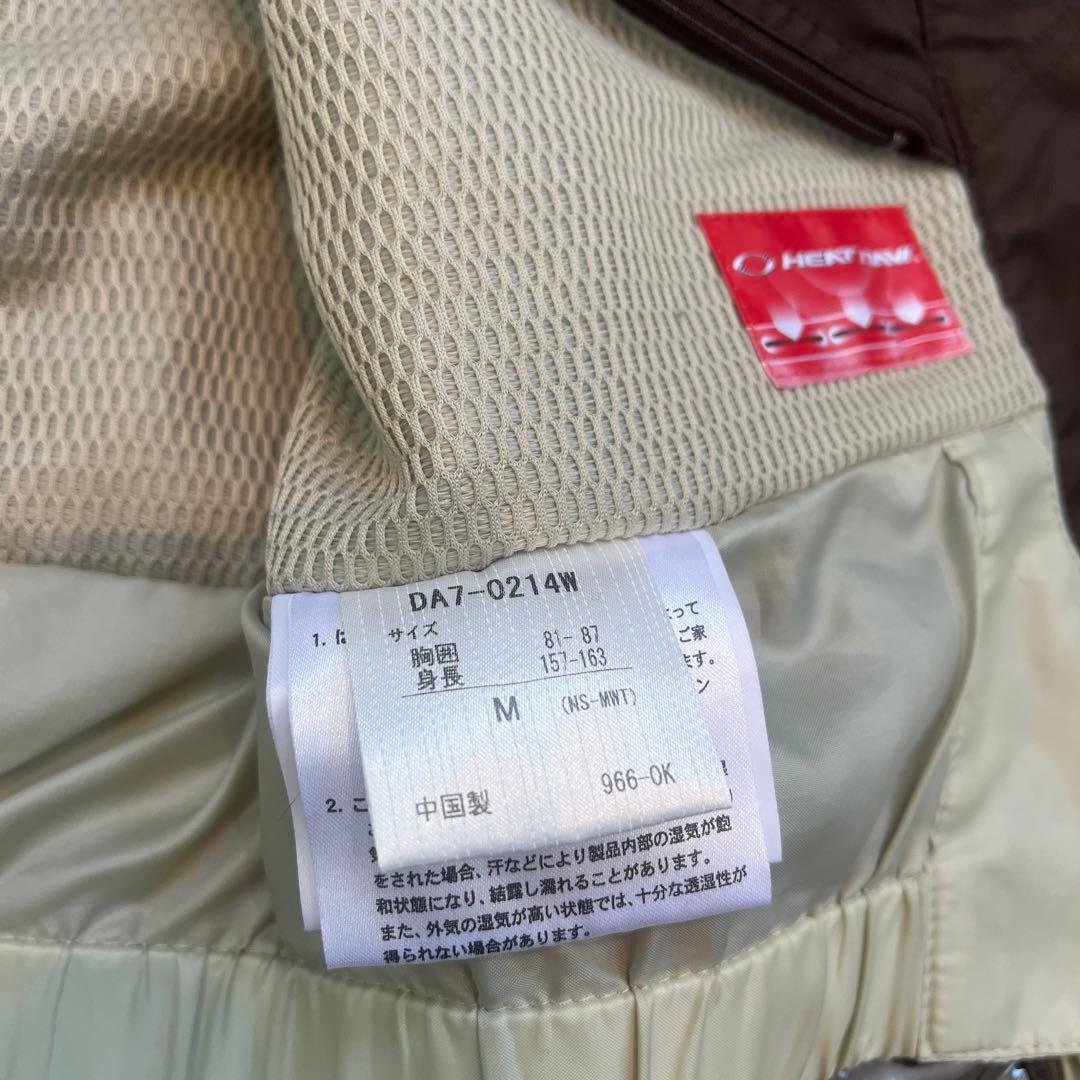 HEAT NAVI
DA7-0214W
サイズ
胸囲 81-87
身長 157-163
M (NS-MWT)
966-OK
中国製
1. は
って
ご家
ます。
ン
2. こ
をされた場合、汗などにより製品内部の湿気が飽
和状態になり、結露し濡れることがあります。
また、外気の湿気が高い状態では、十分な透湿性が
得られない場合があります。